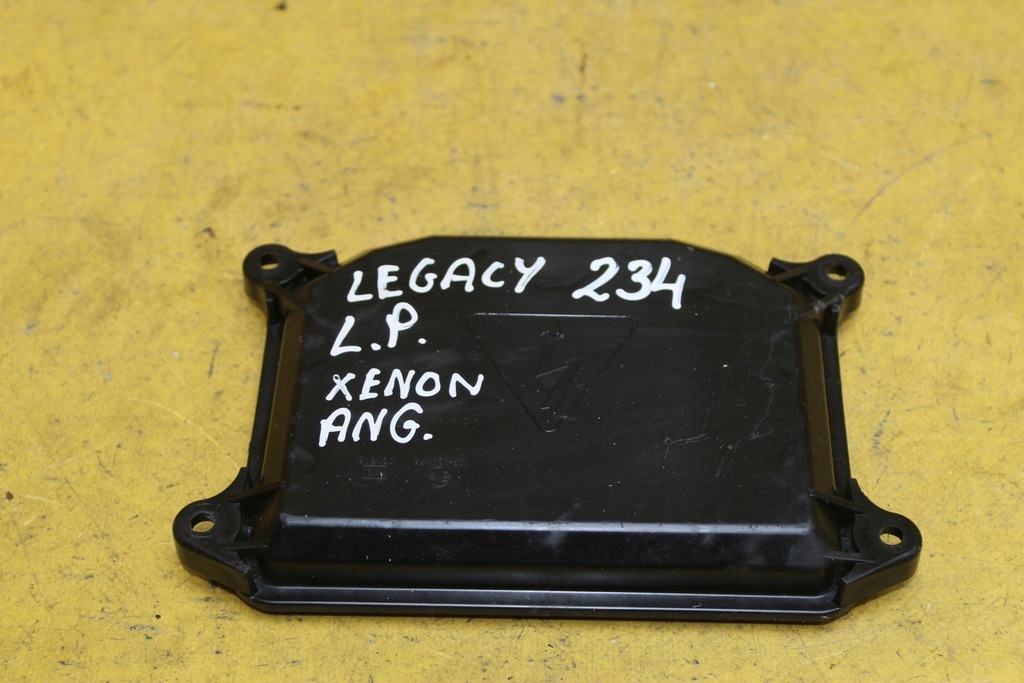 LEGACY 234
L.P.
XENON
ANG.